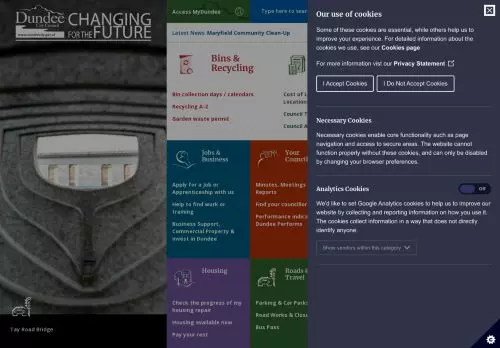 Dundee
City Council
www.dundeecity.gov.uk
CHANGING
FOR THE FUTURE
Tay Road Bridge
Access MyDundee
Type here to sear
Latest News: Maryfield Community Clean-Up
Bins &
Recycling
Bin collection days / calendars
Recycling A-Z
Garden waste permit
Cost of L
Location
Council T
Council A
Jobs &
Business
Apply for a Job or
Apprenticeship with us
Help to find work or
training
Business Support,
Commercial Property &
Invest in Dundee
Your
Council
Minutes, Meetings
Reports
Find your councillor
Performance indica
Dundee Performs
Housing
Check the progress of my
housing repair
Housing available now
Pay your rent
Roads &
Travel
Parking & Car Parks
Road Works & Closu
Bus Pass
Our use of cookies
Some of these cookies are essential, while others help us to
improve your experience. For detailed information about the
cookies we use, see our Cookies page
For more information visit our Privacy Statement
I Accept Cookies
I Do Not Accept Cookies
Necessary Cookies
Necessary cookies enable core functionality such as page
navigation and access to secure areas. The website cannot
function properly without these cookies, and can only be disabled
by changing your browser preferences.
Analytics Cookies
Off
We'd like to set Google Analytics cookies to help us to improve our
website by collecting and reporting information on how you use it.
The cookies collect information in a way that does not directly
identify anyone.
Show vendors within this category